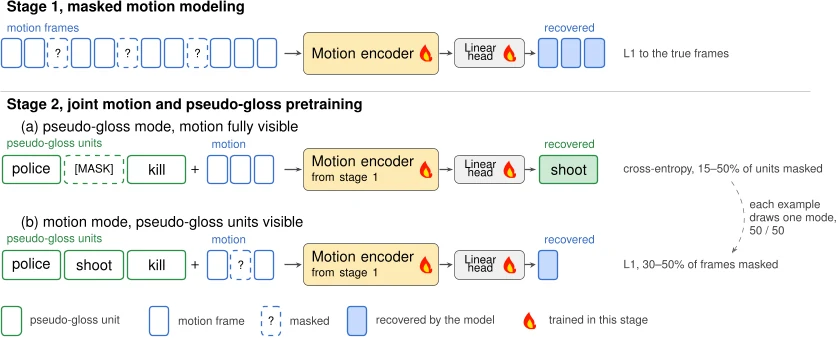 Stage 1, masked motion modeling
motion frames
recovered
? ? ?
Motion encoder
Linear
head
L1 to the true frames
Stage 2, joint motion and pseudo-gloss pretraining
(a) pseudo-gloss mode, motion fully visible
pseudo-gloss units
motion
recovered
police [MASK] kill +
Motion encoder
from stage 1
Linear
head
shoot
cross-entropy, 15–50% of units masked
each example
draws one mode,
50 / 50
(b) motion mode, pseudo-gloss units visible
pseudo-gloss units
motion
recovered
police shoot kill + ?
Motion encoder
from stage 1
Linear
head
L1, 30–50% of frames masked
pseudo-gloss unit
motion frame
? masked
recovered by the model
trained in this stage